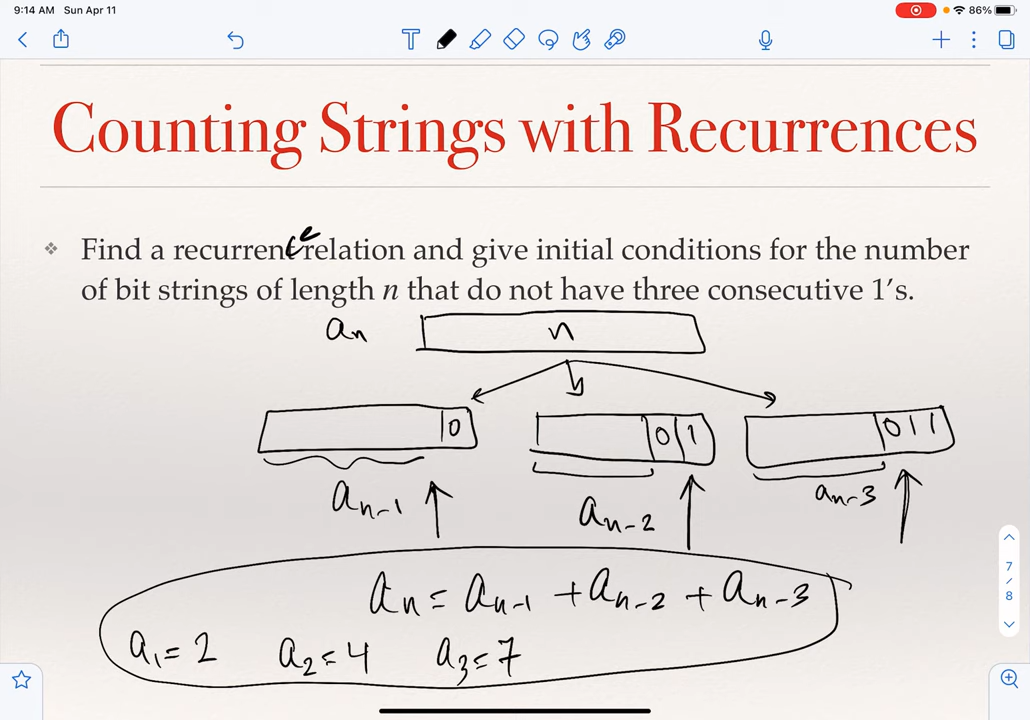 9:14 AM Sun Apr 11
86%
Counting Strings with Recurrences
Find a recurrence relation and give initial conditions for the number
of bit strings of length n that do not have three consecutive 1's.
an n
0 0 1 0 1 1
an-1 an-2 an-3
an = an-1 + an-2 + an-3
a1 = 2 a2 = 4 a3 = 7
7
/
8